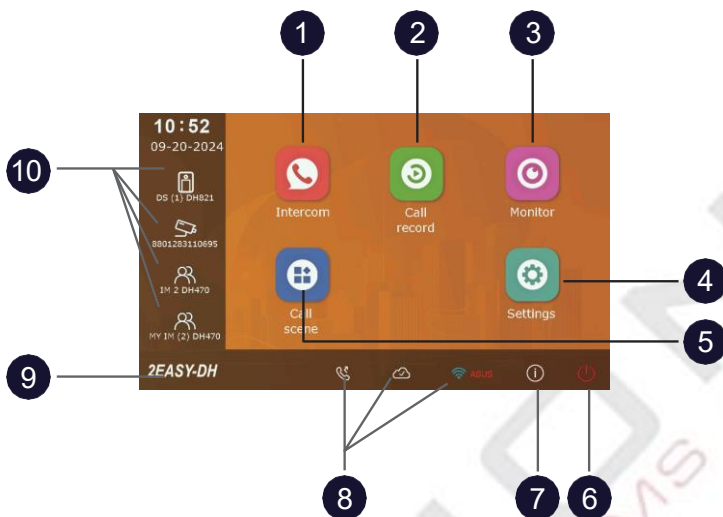 1
2
3
10:52
09-20-2024
10
DS (1) DH821
8801283110695
IM 2 DH470
MY IM (2) DH470
Intercom
Call
record
Monitor
Call
scene
Settings
4
5
9
2EASY-DH
ABUS
8
7
6